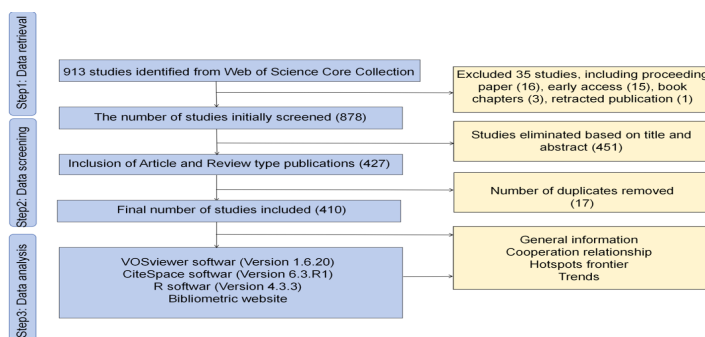 Step1: Data retrieval
913 studies identified from Web of Science Core Collection
Excluded 35 studies, including proceeding
paper (16), early access (15), book
chapters (3), retracted publication (1)
The number of studies initially screened (878)
Step2: Data screening
Studies eliminated based on title and
abstract (451)
Inclusion of Article and Review type publications (427)
Number of duplicates removed
(17)
Final number of studies included (410)
Step3: Data analysis
VOSviewer softwar (Version 1.6.20)
CiteSpace softwar (Version 6.3.R1)
R softwar (Version 4.3.3)
Bibliometric website
General information
Cooperation relationship
Hotspots frontier
Trends